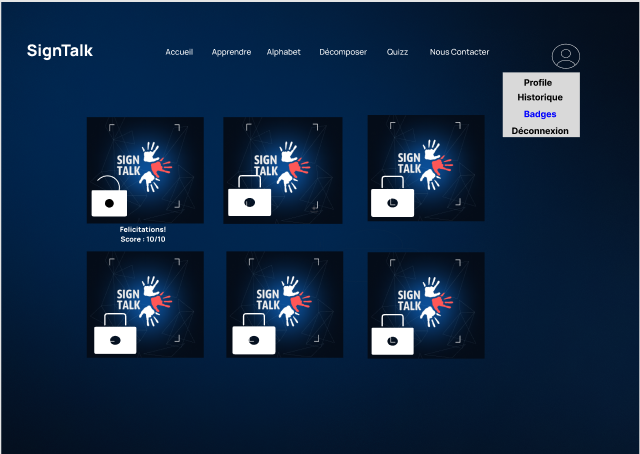 SignTalk
Accueil Apprendre Alphabet Décomposer Quizz Nous Contacter
Profile
Historique
Badges
Déconnexion
SIGN
TALK
SIGN
TALK
SIGN
TALK
Felicitations!
Score : 10/10
SIGN
TALK
SIGN
TALK
SIGN
TALK